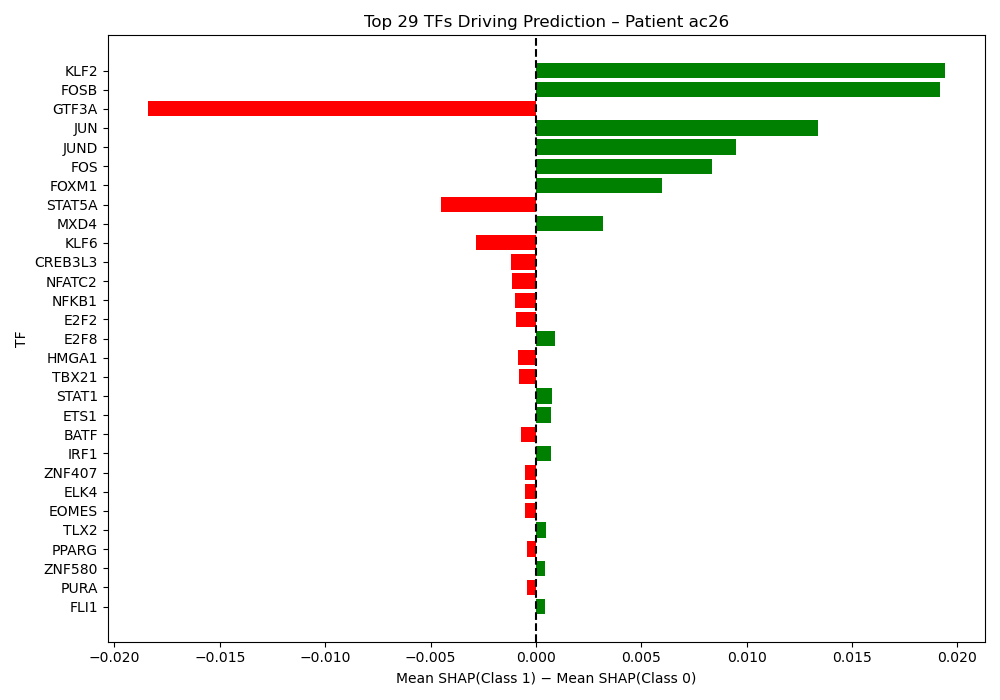 Top 29 TFs Driving Prediction – Patient ac26
KLF2
FOSB
GTF3A
JUN
JUND
FOS
FOXM1
STAT5A
MXD4
KLF6
CREB3L3
NFATC2
NFKB1
E2F2
E2F8
HMGA1
TBX21
STAT1
ETS1
BATF
IRF1
ZNF407
ELK4
EOMES
TLX2
PPARG
ZNF580
PURA
FLI1
TF
−0.020 −0.015 −0.010 −0.005 0.000 0.005 0.010 0.015 0.020
Mean SHAP(Class 1) − Mean SHAP(Class 0)